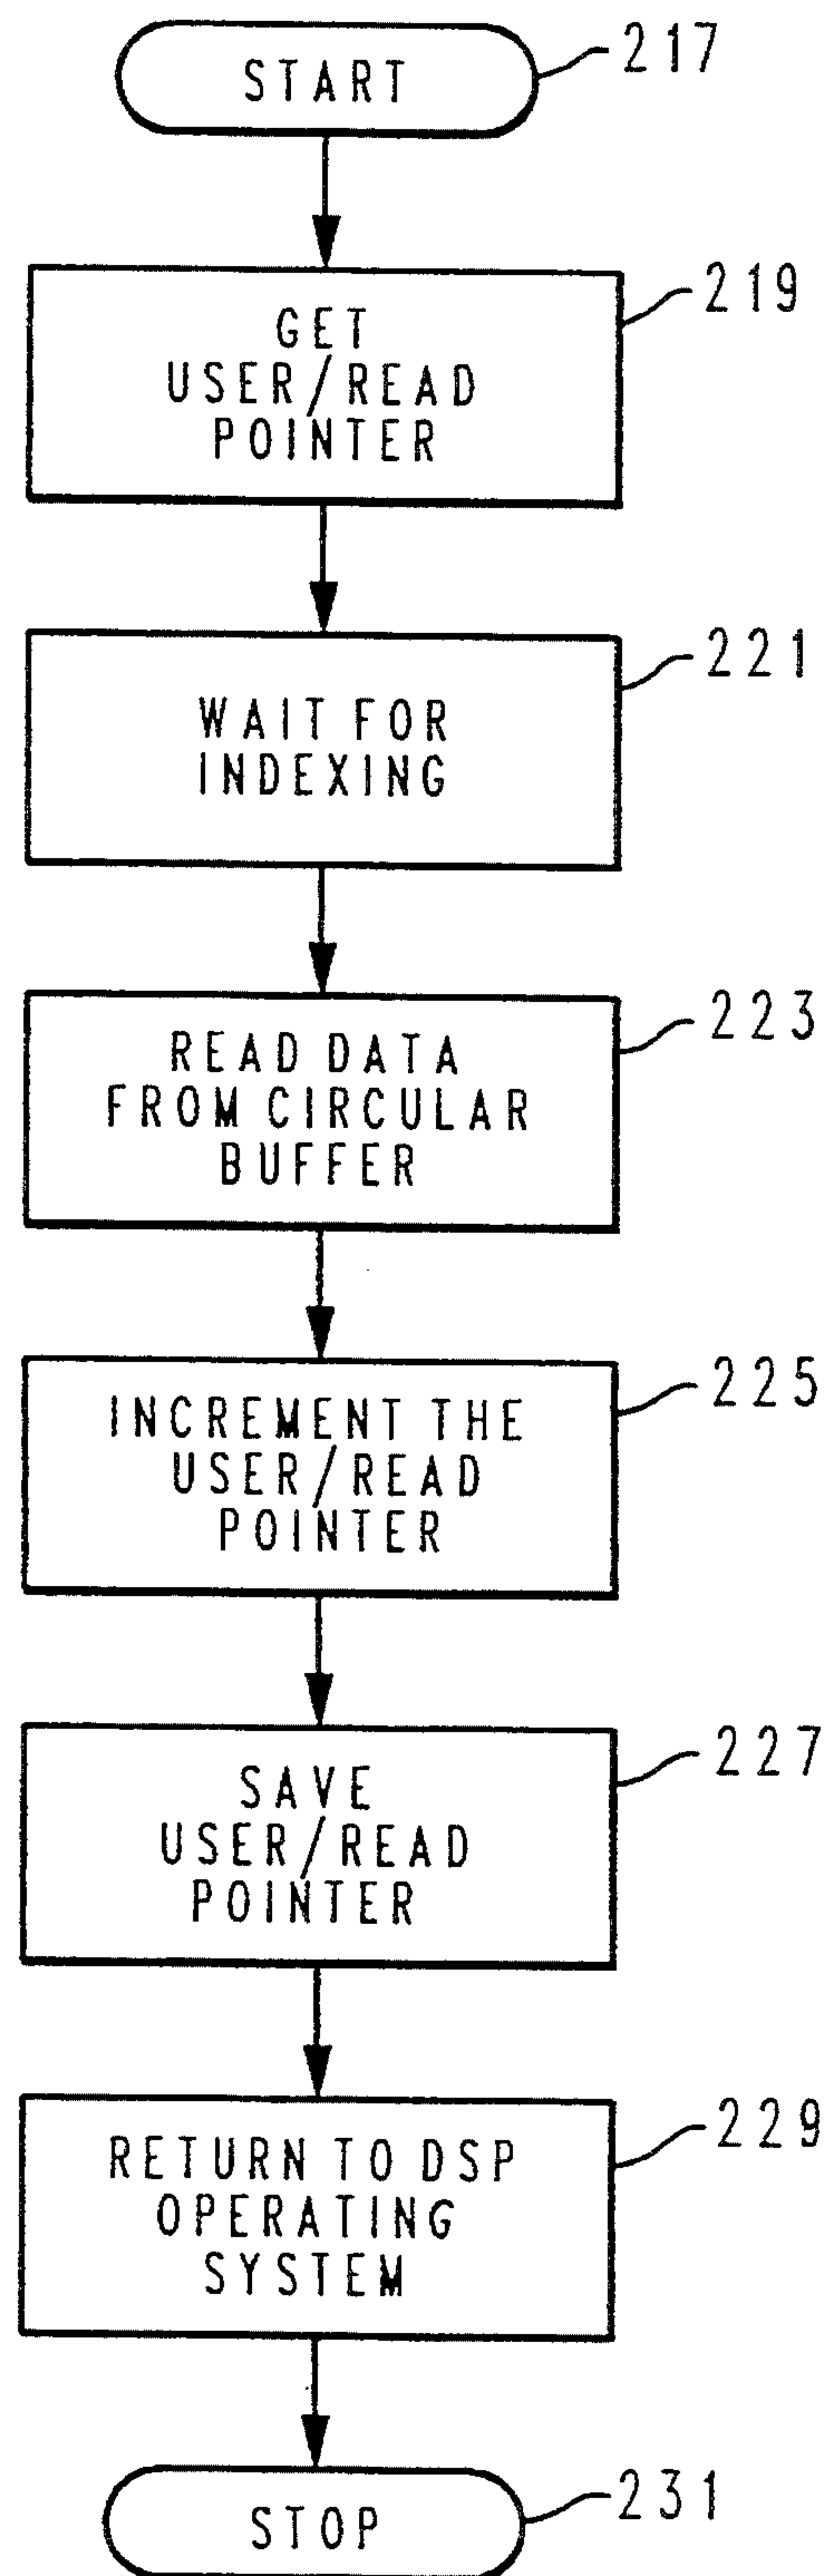 START
217
GET
USER/READ
POINTER
219
WAIT FOR
INDEXING
221
READ DATA
FROM CIRCULAR
BUFFER
223
INCREMENT THE
USER/READ
POINTER
225
SAVE
USER/READ
POINTER
227
RETURN TO DSP
OPERATING
SYSTEM
229
STOP
231